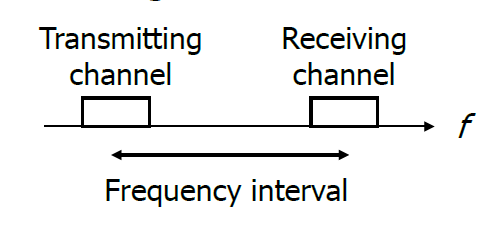 Transmitting
channel
Receiving
channel
f
Frequency interval